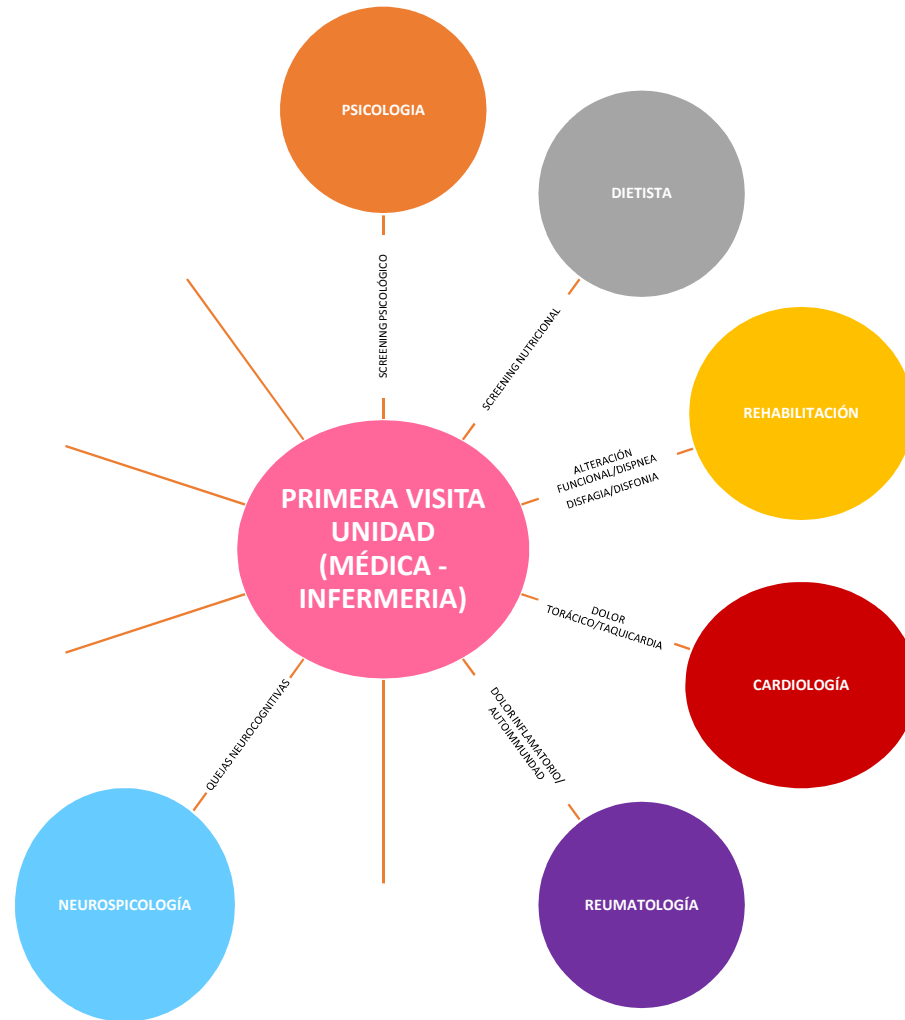 PSICOLOGIA
DIETISTA
SCREENING PSICOLÓGICO
SCREENING NUTRICIONAL
REHABILITACIÓN
ALTERACIÓN
FUNCIONAL/DISPNEA
DISFAGIA/DISFONIA
PRIMERA VISITA
UNIDAD
(MÉDICA -
INFERMERIA)
DOLOR
TORÁCICO/TAQUICARDIA
CARDIOLOGÍA
DOLOR INFLAMATORIO/
AUTOIMMUNDAD
QUEJAS NEUROCOGNITIVAS
NEUROSPICOLOGÍA
REUMATOLOGÍA